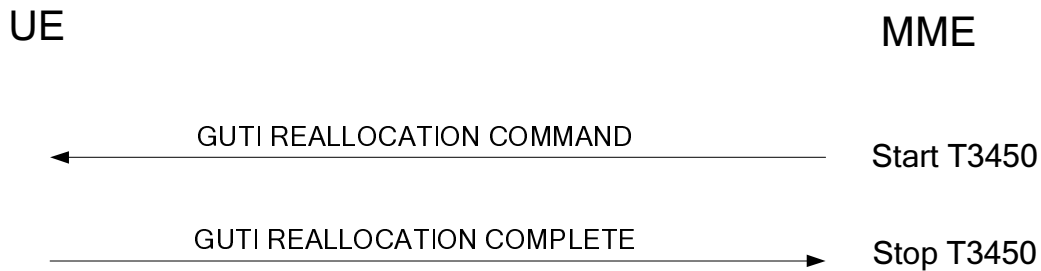 UE
MME
GUTI REALLOCATION COMMAND
Start T3450
GUTI REALLOCATION COMPLETE
Stop T3450